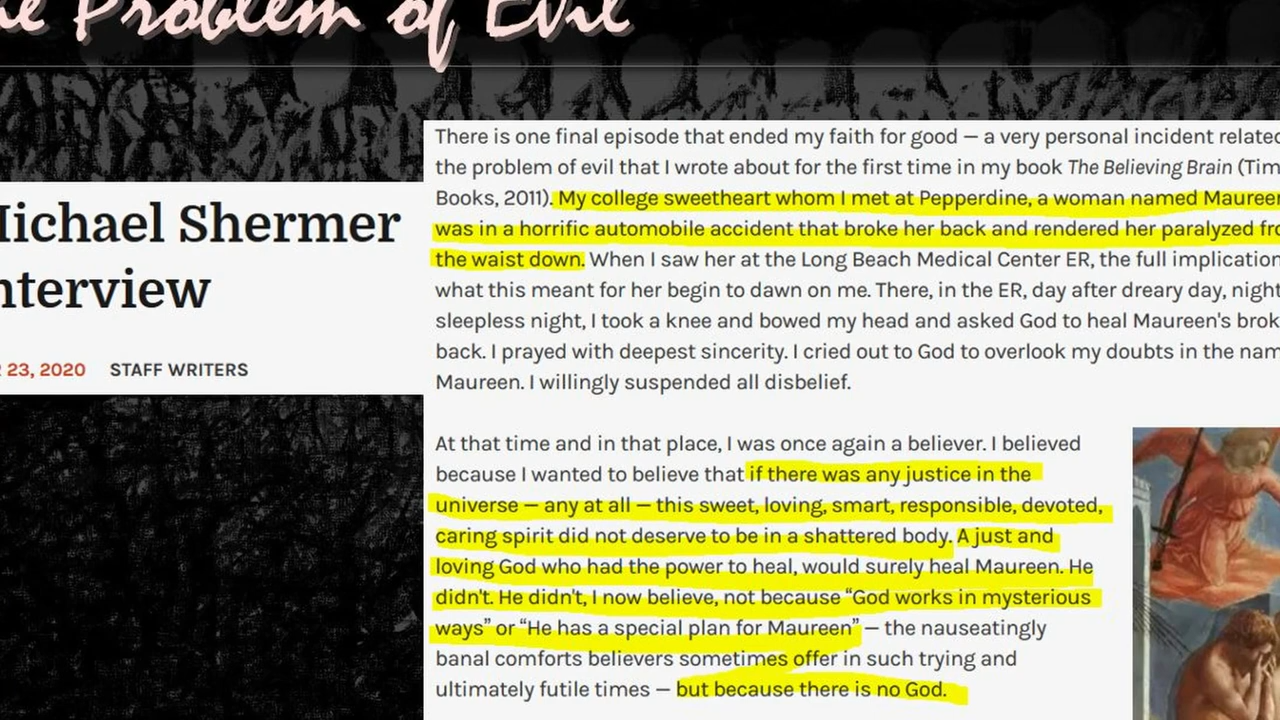 Problem of Evil
Michael Shermer
Interview
23, 2020 STAFF WRITERS
There is one final episode that ended my faith for good — a very personal incident related
the problem of evil that I wrote about for the first time in my book The Believing Brain (Tim
Books, 2011). My college sweetheart whom I met at Pepperdine, a woman named Maureen
was in a horrific automobile accident that broke her back and rendered her paralyzed fro
the waist down. When I saw her at the Long Beach Medical Center ER, the full implication
what this meant for her begin to dawn on me. There, in the ER, day after dreary day, night
sleepless night, I took a knee and bowed my head and asked God to heal Maureen's brok
back. I prayed with deepest sincerity. I cried out to God to overlook my doubts in the nam
Maureen. I willingly suspended all disbelief.
At that time and in that place, I was once again a believer. I believed
because I wanted to believe that if there was any justice in the
universe — any at all — this sweet, loving, smart, responsible, devoted,
caring spirit did not deserve to be in a shattered body. A just and
loving God who had the power to heal, would surely heal Maureen. He
didn't. He didn't, I now believe, not because “God works in mysterious
ways” or “He has a special plan for Maureen” — the nauseatingly
banal comforts believers sometimes offer in such trying and
ultimately futile times — but because there is no God.